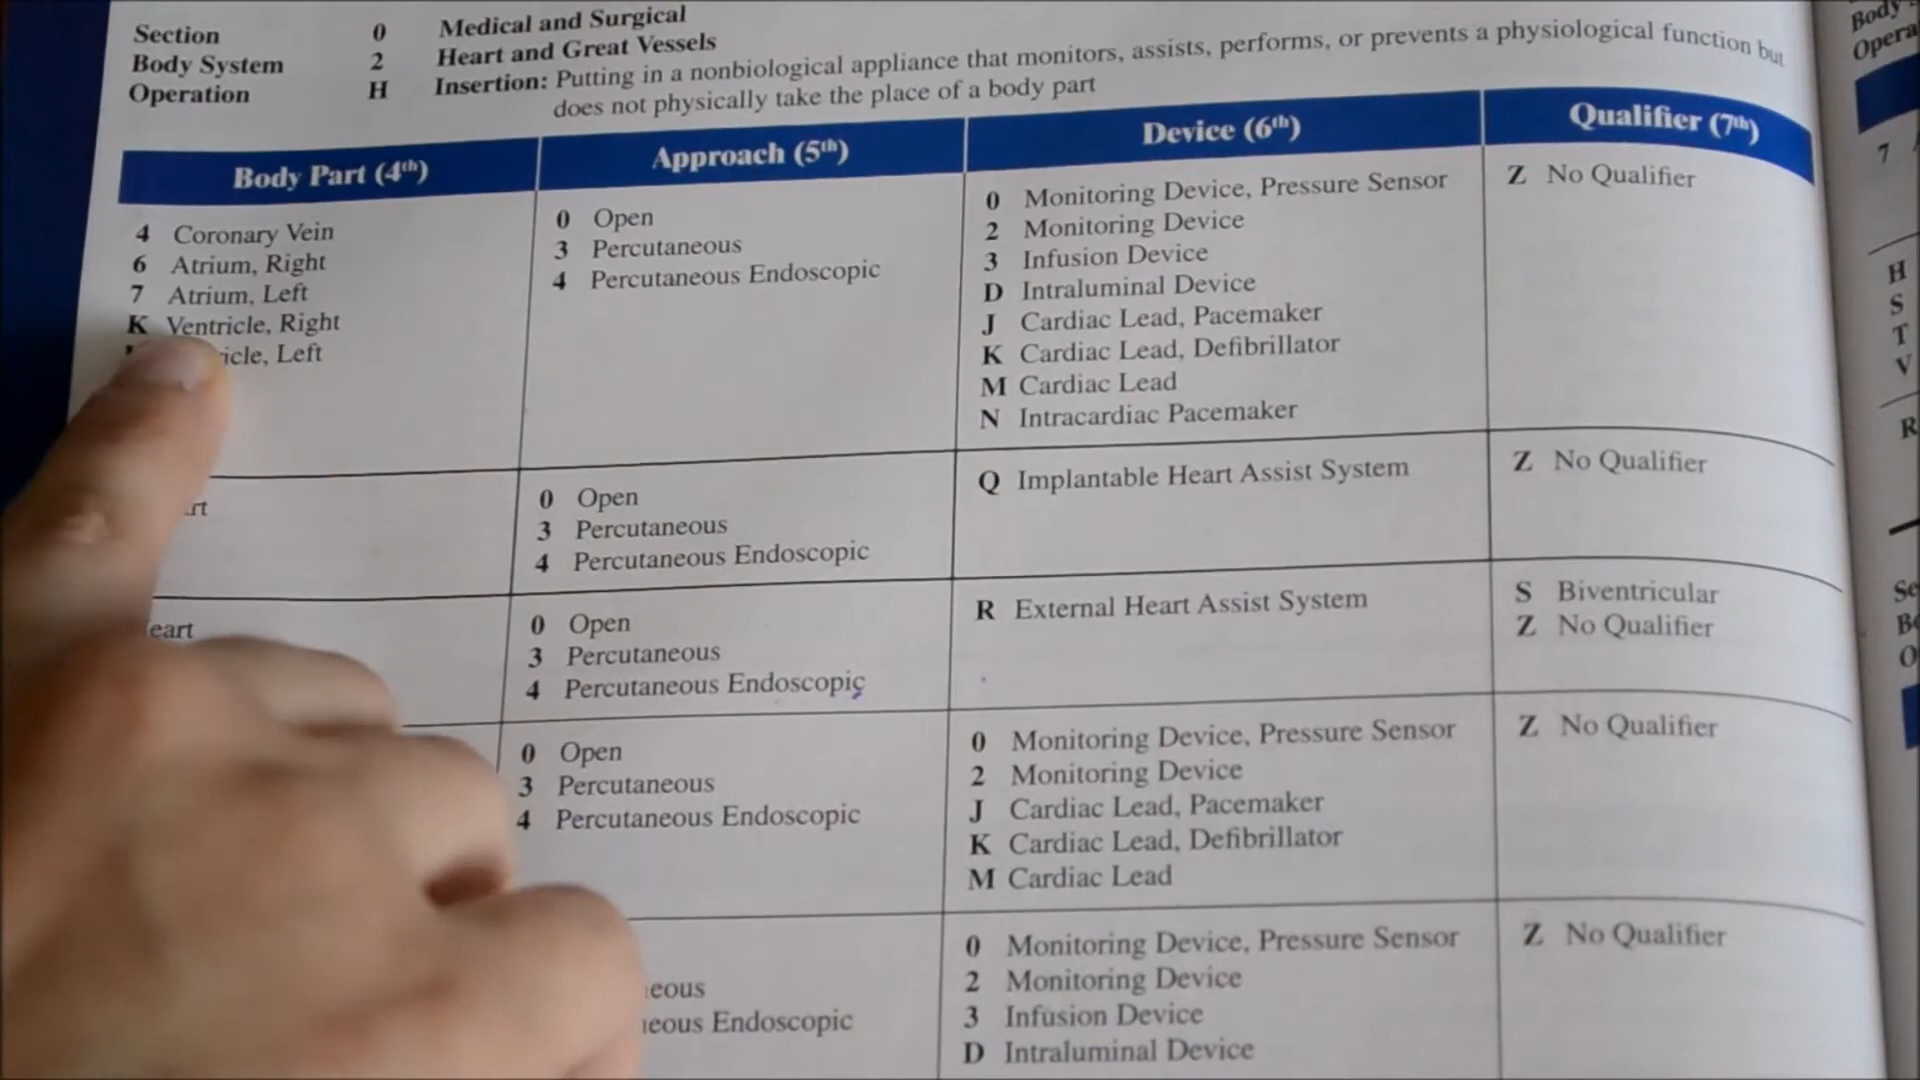 Section 0 Medical and Surgical
Body System 2 Heart and Great Vessels
Operation H Insertion: Putting in a nonbiological appliance that monitors, assists, performs, or prevents a physiological function but
does not physically take the place of a body part
Body Part (4th) Approach (5th) Device (6th) Qualifier (7th)
4 Coronary Vein
6 Atrium, Right
7 Atrium, Left
K Ventricle, Right
Left
0 Open
3 Percutaneous
4 Percutaneous Endoscopic
0 Monitoring Device, Pressure Sensor
2 Monitoring Device
3 Infusion Device
D Intraluminal Device
J Cardiac Lead, Pacemaker
K Cardiac Lead, Defibrillator
M Cardiac Lead
N Intracardiac Pacemaker
Z No Qualifier
0 Open
3 Percutaneous
4 Percutaneous Endoscopic
Q Implantable Heart Assist System
Z No Qualifier
0 Open
3 Percutaneous
4 Percutaneous Endoscopic
R External Heart Assist System
S Biventricular
Z No Qualifier
0 Open
3 Percutaneous
4 Percutaneous Endoscopic
0 Monitoring Device, Pressure Sensor
2 Monitoring Device
J Cardiac Lead, Pacemaker
K Cardiac Lead, Defibrillator
M Cardiac Lead
Z No Qualifier
Endoscopic
0 Monitoring Device, Pressure Sensor
2 Monitoring Device
3 Infusion Device
D Intraluminal Device
Z No Qualifier
Body
7
H
S
T
V
R